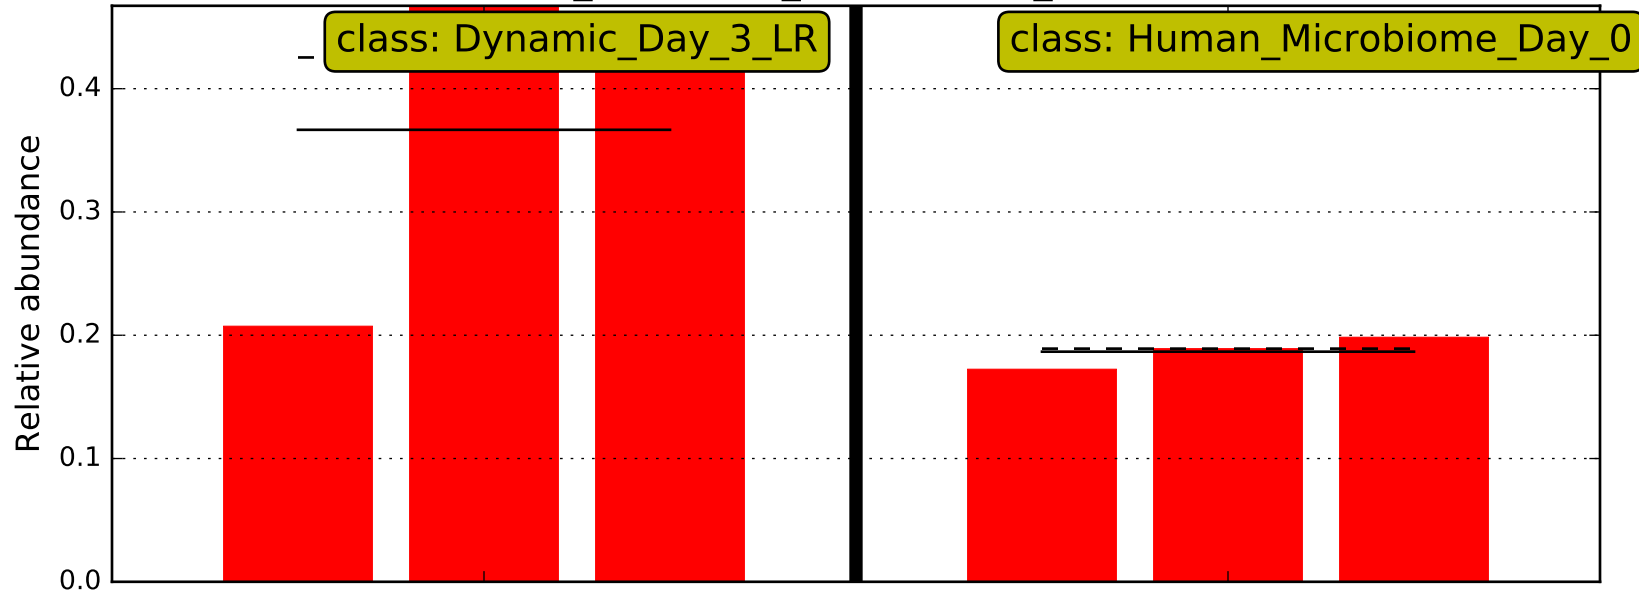 class: Dynamic_Day_3_LR
class: Human_Microbiome_Day_0
Relative abundance
0.4
0.3
0.2
0.1
0.0